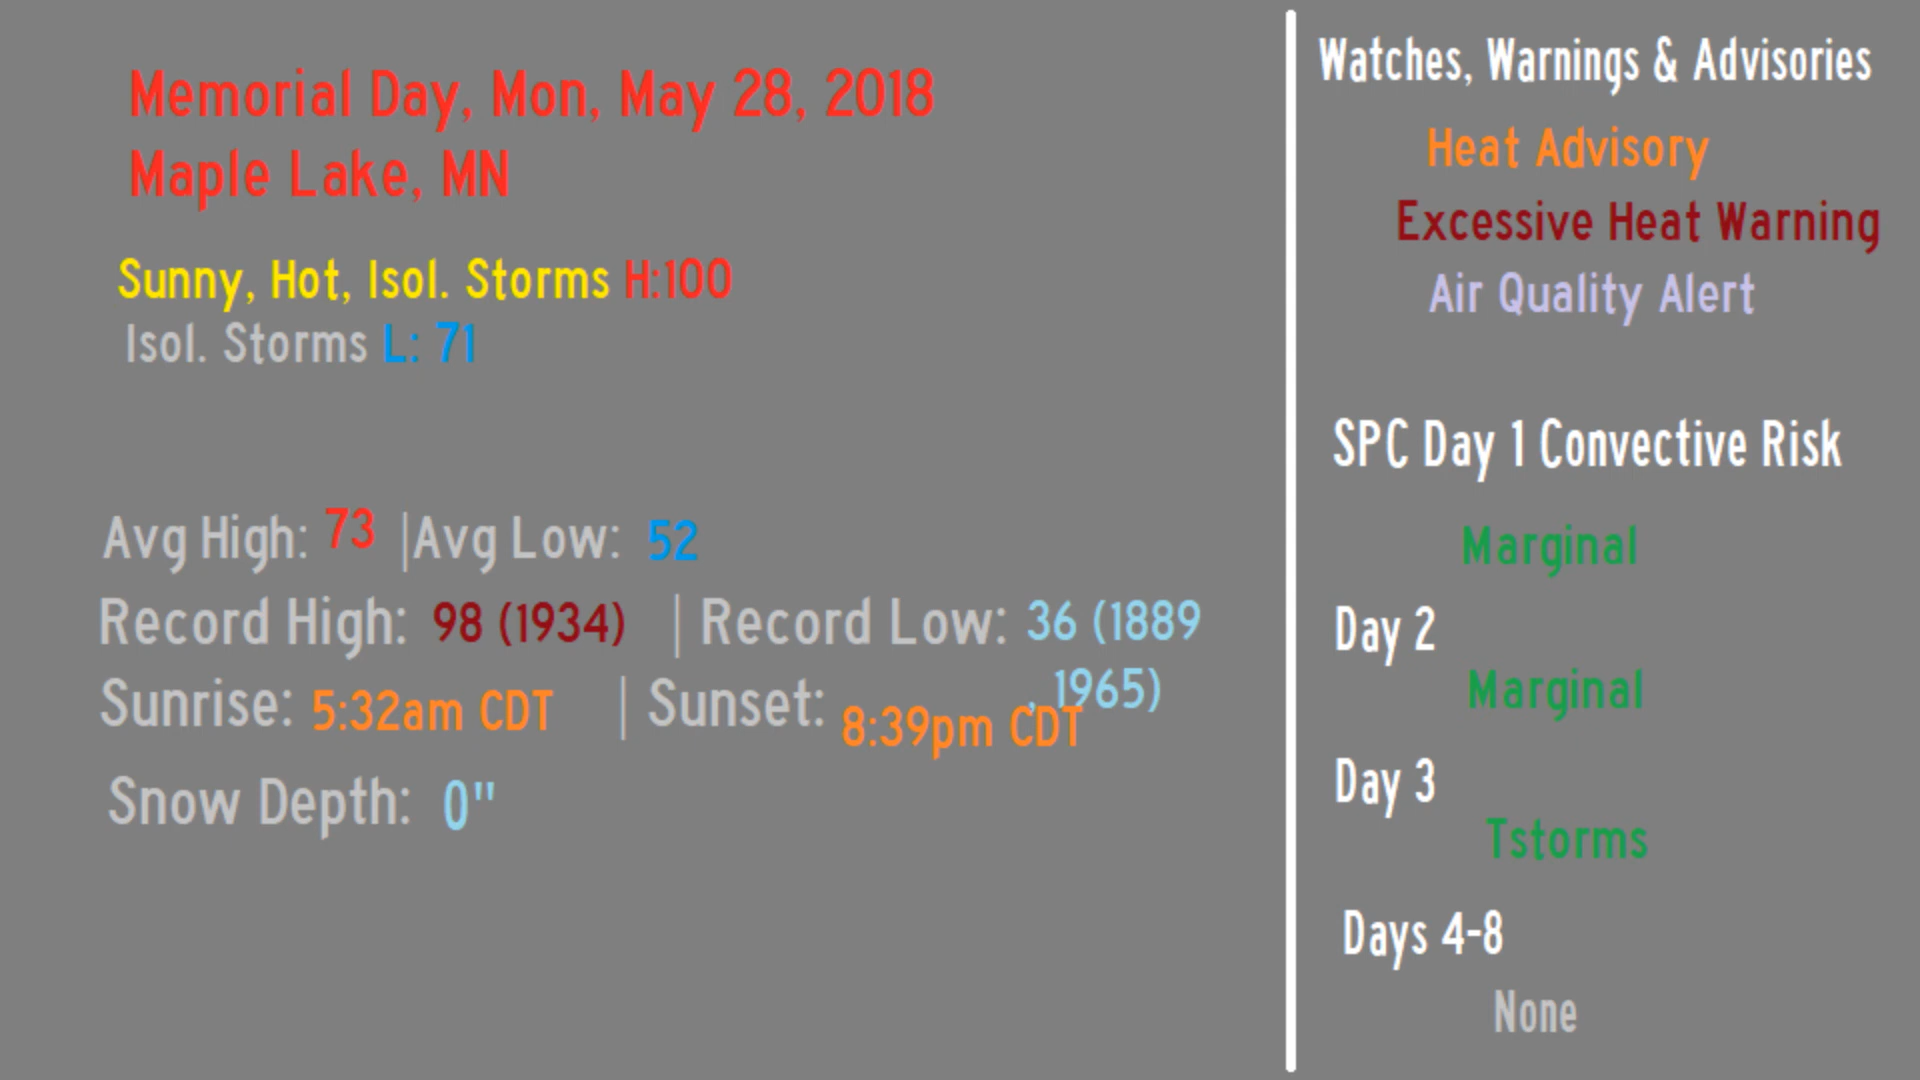 Memorial Day, Mon, May 28, 2018
Maple Lake, MN
Sunny, Hot, Isol. Storms H:100
Isol. Storms L: 71
Avg High: 73 |Avg Low: 52
Record High: 98 (1934) | Record Low: 36 (1889
, 1965)
Sunrise: 5:32am CDT | Sunset: 8:39pm CDT
Snow Depth: 0"
Watches, Warnings & Advisories
Heat Advisory
Excessive Heat Warning
Air Quality Alert
SPC Day 1 Convective Risk
Marginal
Day 2
Marginal
Day 3
Tstorms
Days 4-8
None